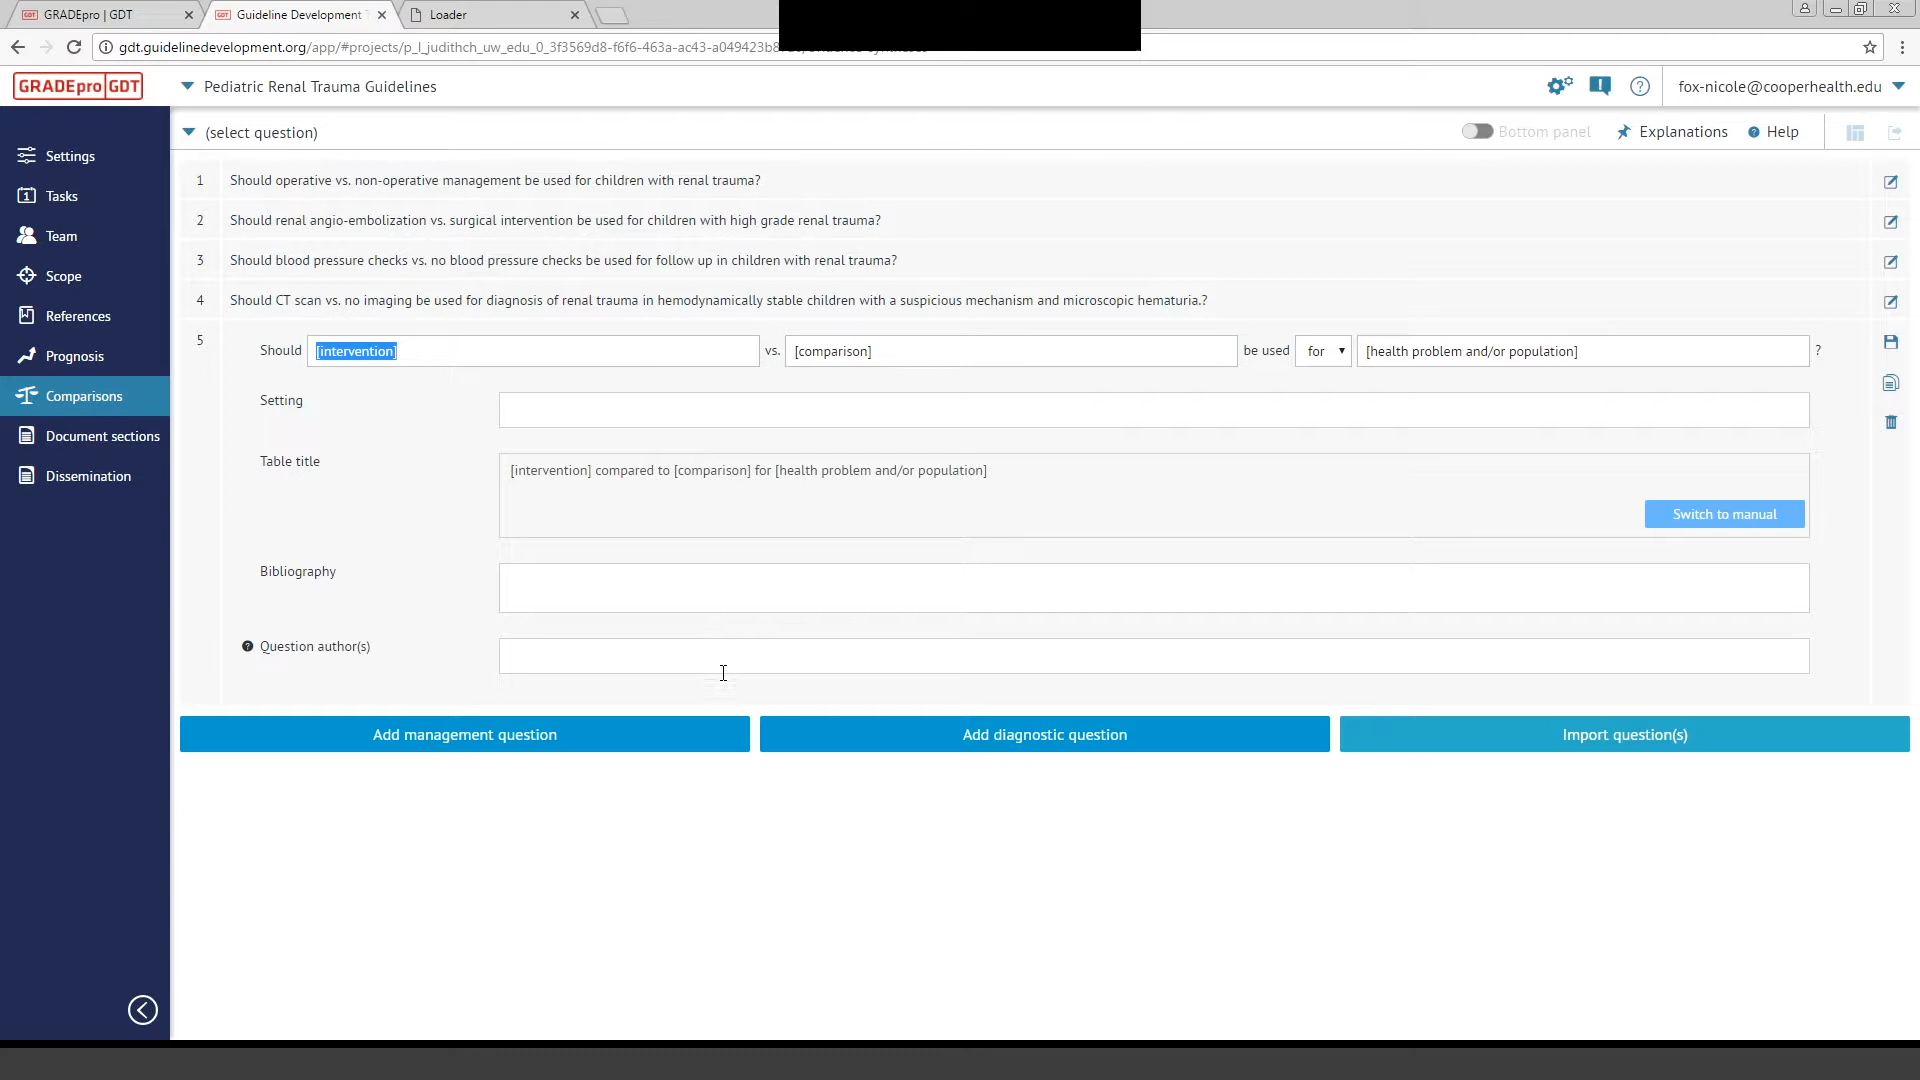 GRADEpro | GDT
Guideline Development T
Loader
gdt.guidelinedevelopment.org/app/#projects/p_l_judithch_uw_edu_0_3f3569d8-f6f6-463a-ac43-a049423b8
GRADEpro GDT
Pediatric Renal Trauma Guidelines
fox-nicole@cooperhealth.edu
(select question)
Bottom panel
Explanations
Help
Settings
Tasks
Team
Scope
References
Prognosis
Comparisons
Document sections
Dissemination
1 Should operative vs. non-operative management be used for children with renal trauma?
2 Should renal angio-embolization vs. surgical intervention be used for children with high grade renal trauma?
3 Should blood pressure checks vs. no blood pressure checks be used for follow up in children with renal trauma?
4 Should CT scan vs. no imaging be used for diagnosis of renal trauma in hemodynamically stable children with a suspicious mechanism and microscopic hematuria.?
5 Should [intervention] vs. [comparison] be used for [health problem and/or population] ?
Setting
Table title
[intervention] compared to [comparison] for [health problem and/or population]
Switch to manual
Bibliography
Question author(s)
Add management question
Add diagnostic question
Import question(s)